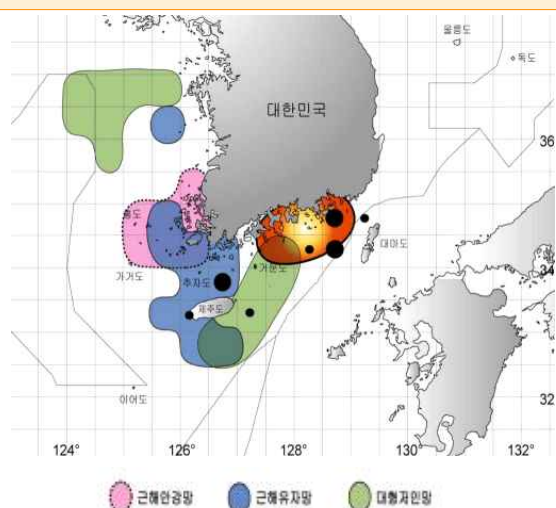 울릉도
독도
대한민국
36
홍도
대마도
가거도
거문도
34
추자도
제주도
이어도
32
124° 126° 128° 130° 132°
근해안강망 근해유자망 대형자인망